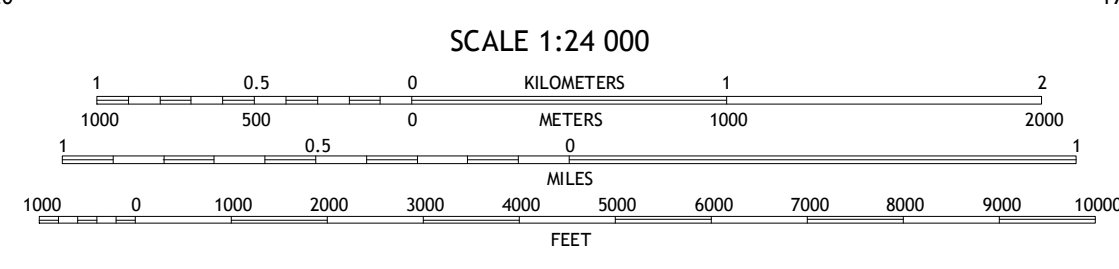 SCALE 1:24 000
1 0.5 0 KILOMETERS 1 2
1000 500 0 METERS 1000 2000
1 0.5 0 1
MILES
1000 0 1000 2000 3000 4000 5000 6000 7000 8000 9000 10000
FEET